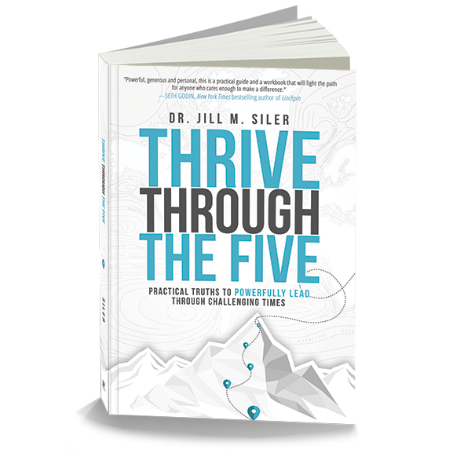 "Powerful, generous and personal, this is a practical guide and a workbook that will light the path
for anyone who cares enough to make a difference."
—SETH GODIN, New York Times bestselling author of Linchpin
DR. JILL M. SILER
THRIVE
THROUGH
THE FIVE
PRACTICAL TRUTHS TO POWERFULLY LEAD
THROUGH CHALLENGING TIMES
THRIVE THROUGH THE FIVE
SILER